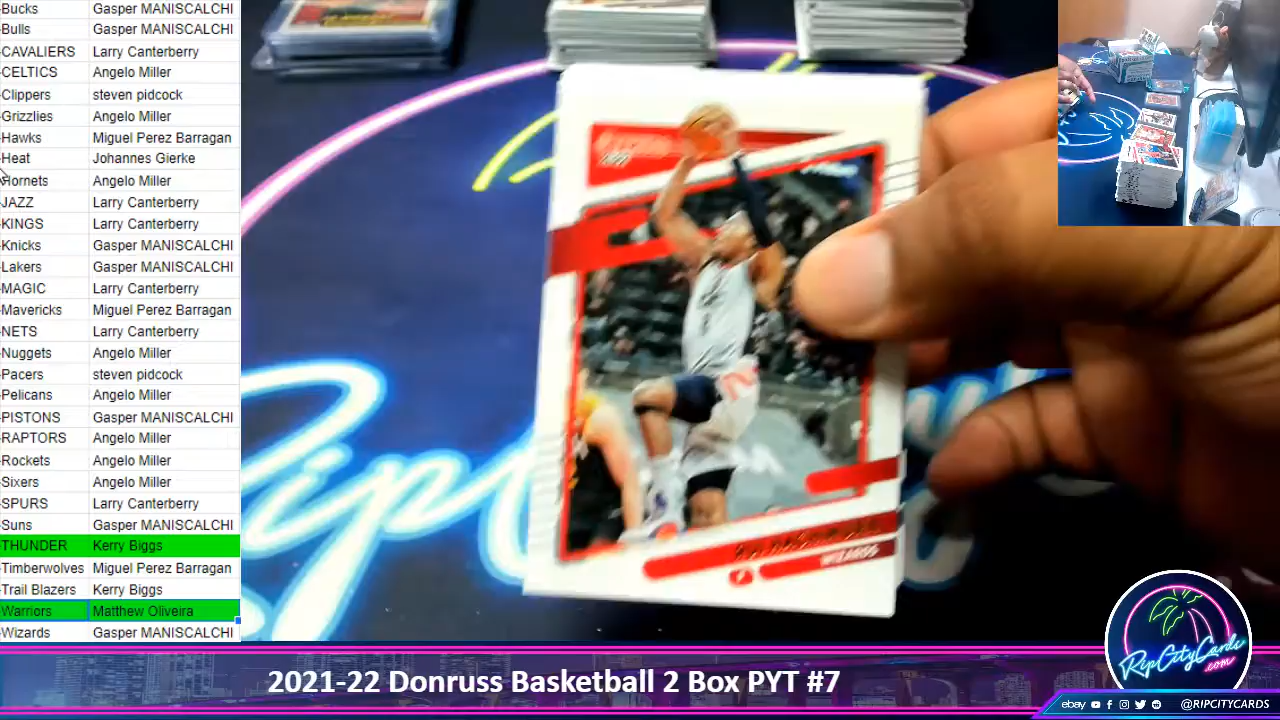 -Bucks Gasper MANISCALCHI
-Bulls Gasper MANISCALCHI
-CAVALIERS Larry Canterberry
-CELTICS Angelo Miller
-Clippers steven pidcock
-Grizzlies Angelo Miller
-Hawks Miguel Perez Barragan
-Heat Johannes Gierke
-Hornets Angelo Miller
-JAZZ Larry Canterberry
-KINGS Larry Canterberry
-Knicks Gasper MANISCALCHI
-Lakers Gasper MANISCALCHI
-MAGIC Larry Canterberry
-Mavericks Miguel Perez Barragan
-NETS Larry Canterberry
-Nuggets Angelo Miller
-Pacers steven pidcock
-Pelicans Angelo Miller
-PISTONS Gasper MANISCALCHI
-RAPTORS Angelo Miller
-Rockets Angelo Miller
-Sixers Angelo Miller
-SPURS Larry Canterberry
-Suns Gasper MANISCALCHI
-THUNDER Kerry Biggs
-Timberwolves Miguel Perez Barragan
-Trail Blazers Kerry Biggs
-Warriors Matthew Oliveira
-Wizards Gasper MANISCALCHI
WIZARDS
Rip
2021-22 Donruss Basketball 2 Box PYT #7
RipCityCards
.com
ebay @RIPCITYCARDS